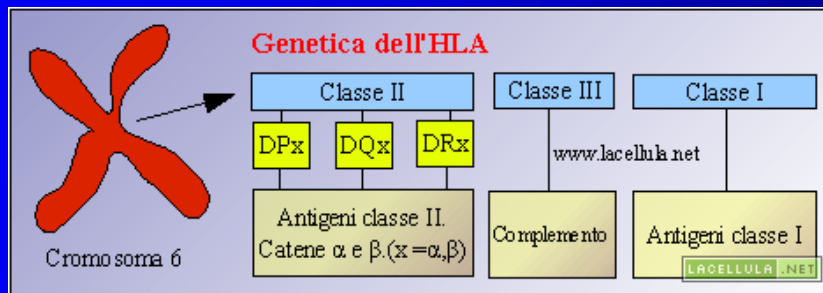 Genetica dell'HLA
Classe II
Classe III
Classe I
DPx
DQx
DRx
www.lacellula.net
Antigeni classe II.
Catene α e β.(x=α,β)
Complemento
Antigeni classe I
Cromosoma 6
LACELLULA .NET